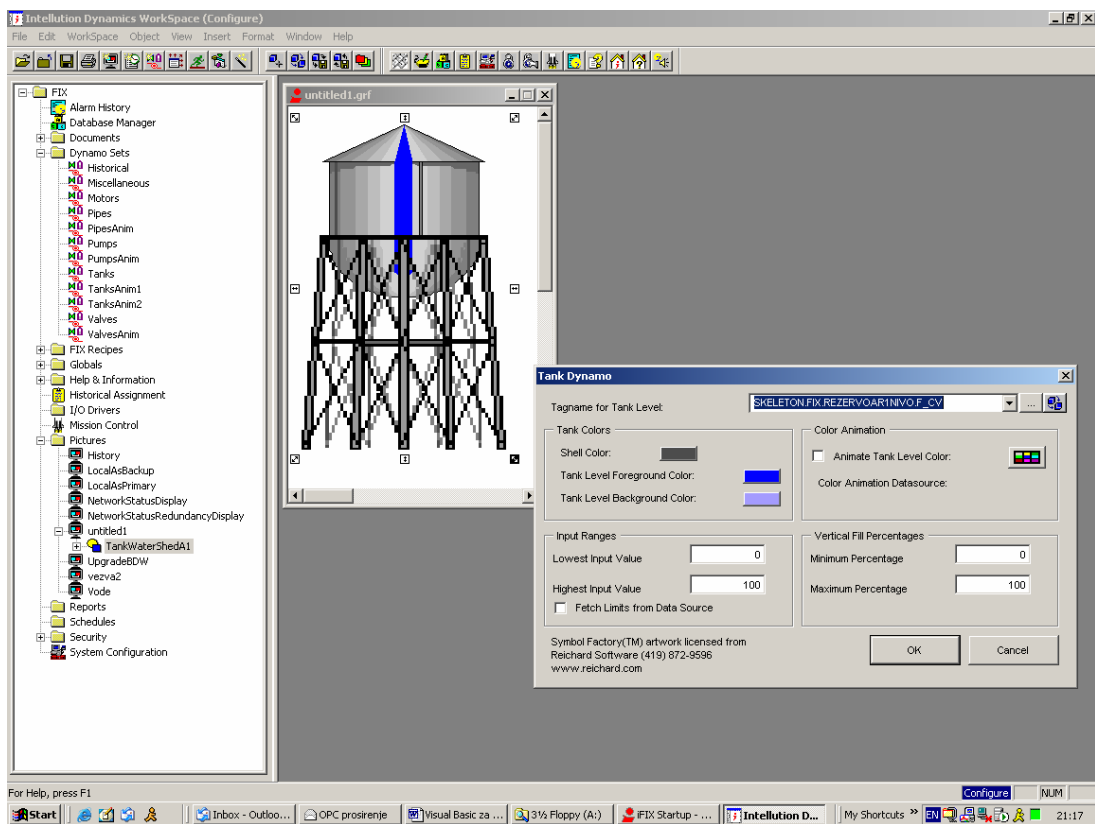 Intellution Dynamics WorkSpace (Configure)
File Edit WorkSpace Object View Insert Format Window Help
FIX
Alarm History
Database Manager
Documents
Dynamo Sets
Historical
Miscellaneous
Motors
Pipes
PipesAnim
Pumps
PumpsAnim
Tanks
TanksAnim1
TanksAnim2
Valves
ValvesAnim
FIX Recipes
Globals
Help & Information
Historical Assignment
I/O Drivers
Mission Control
Pictures
History
LocalAsBackup
LocalAsPrimary
NetworkStatusDisplay
NetworkStatusRedundancyDisplay
untitled1
TankWaterShedA1
UpgradeBDW
vezva2
Vode
Reports
Schedules
Security
System Configuration
untitled1.grf
Tank Dynamo
Tagname for Tank Level: SKELETON.FIX.REZERVOAR1NIVO.F_CV ...
Tank Colors
Shell Color:
Tank Level Foreground Color:
Tank Level Background Color:
Color Animation
Animate Tank Level Color:
Color Animation Datasource:
Input Ranges
Lowest Input Value 0
Highest Input Value 100
Fetch Limits from Data Source
Vertical Fill Percentages
Minimum Percentage 0
Maximum Percentage 100
Symbol Factory(TM) artwork licensed from
Reichard Software (419) 872-9596
www.reichard.com
OK Cancel
For Help, press F1 Configure NUM
Start Inbox - Outloo... OPC prosirenje Visual Basic za ... 3½ Floppy (A:) iFIX Startup - ... Intellution D... My Shortcuts » EN 21:17